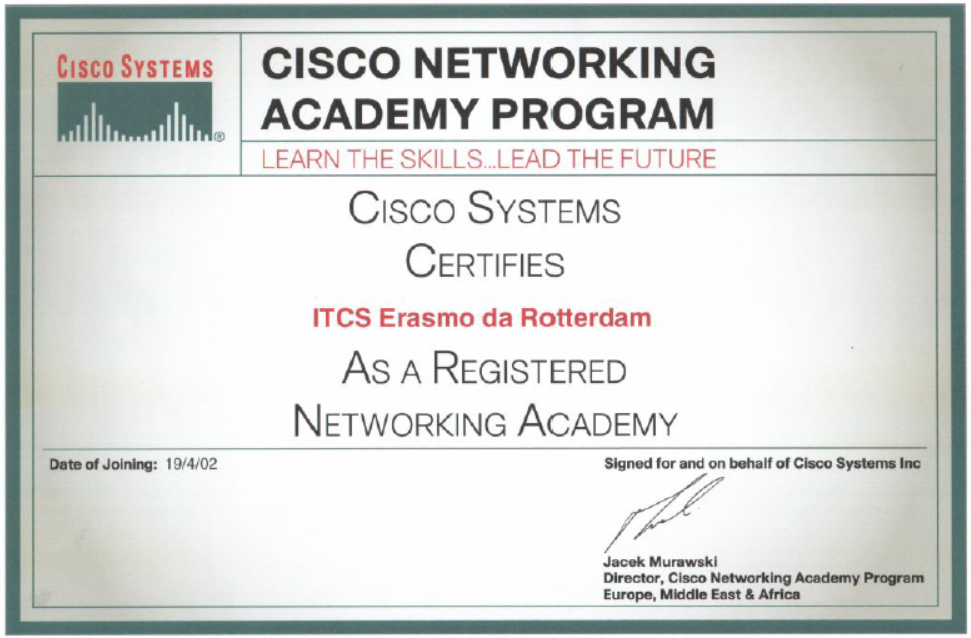 CISCO SYSTEMS
®
CISCO NETWORKING
ACADEMY PROGRAM
LEARN THE SKILLS...LEAD THE FUTURE
CISCO SYSTEMS
CERTIFIES
ITCS Erasmo da Rotterdam
AS A REGISTERED
NETWORKING ACADEMY
Date of Joining: 19/4/02
Signed for and on behalf of Cisco Systems Inc
Jacek Murawski
Director, Cisco Networking Academy Program
Europe, Middle East & Africa